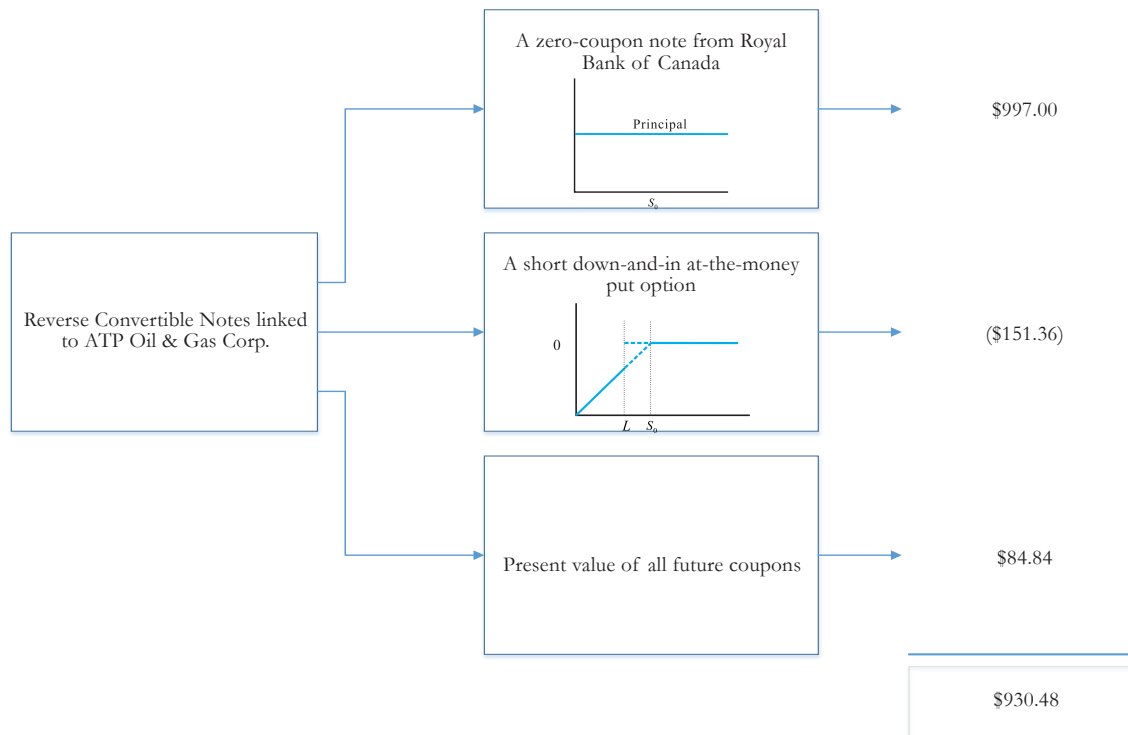 A zero-coupon note from Royal
Bank of Canada
Principal
S₀
$997.00
Reverse Convertible Notes linked
to ATP Oil & Gas Corp.
A short down-and-in at-the-money
put option
0
L S₀
($151.36)
Present value of all future coupons
$84.84
$930.48